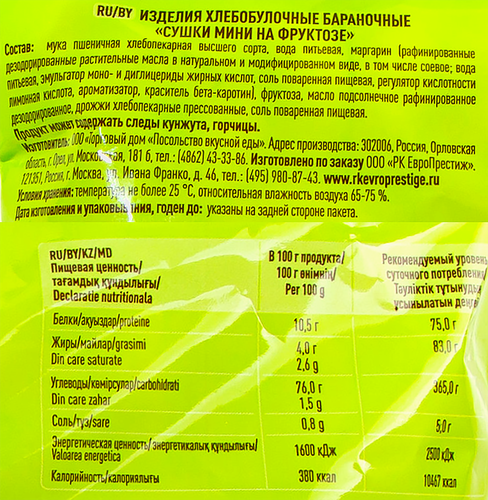 RU/BY ИЗДЕЛИЯ ХЛЕБОБУЛОЧНЫЕ БАРАНОЧНЫЕ
«СУШКИ МИНИ НА ФРУКТОЗЕ»
Состав: мука пшеничная хлебопекарная высшего сорта, вода питьевая, маргарин (рафинированные
дезодорированные растительные масла в натуральном и модифицированном виде, в том числе соевое; вода
питьевая, эмульгатор моно- и диглицериды жирных кислот, соль поваренная пищевая, регулятор кислотности
лимонная кислота, ароматизатор, краситель бета-каротин), фруктоза, масло подсолнечное рафинированное
дезодорированное, дрожжи хлебопекарные прессованные, соль поваренная пищевая.
Продукт может содержать следы кунжута, горчицы.
Изготовитель: ООО «Торговый дом «Посольство вкусной еды». Адрес производства: 302006, Россия, Орловская
область, г. Орел, ул. Московская, 181 б, тел.: (4862) 43-33-86. Изготовлено по заказу ООО «РК ЕвроПрестиж».
121351, Россия, г. Москва, ул. Ивана Франко, д. 46, тел.: (495) 980-87-43. www.rkevroprestige.ru
Условия хранения: температура не более 25 °С, относительная влажность воздуха 65-75 %.
Дата изготовления и упаковывания, годен до: указаны на задней стороне пакета.
RU/BY/KZ/MD
Пищевая ценность/
тағамдық құндылығы/
Declaratie nutritionala
В 100 г продукта/
100 г өнімнің/
Per 100 g
Рекомендуемый уровень
суточного потребления/
Тәуліктік тұтынудың
ұсынылатын деңгейі
Белки/ақуыздар/proteine 10,5 г 75,0 г
Жиры/майлар/grasimi 4,0 г 83,0 г
Din care saturate 2,6 g
Углеводы/көмірсулар/carbohidrati 76,0 г 365,0 г
Din care zahar 1,5 g
Соль/тұз/sare 0,8 g 5,0 г
Энергетическая ценность/энергетикалық құндылығы/
Valoarea energetica 1600 кДж 2500 кДж
Калорийность/калориялығы 380 ккал 10467 ккал